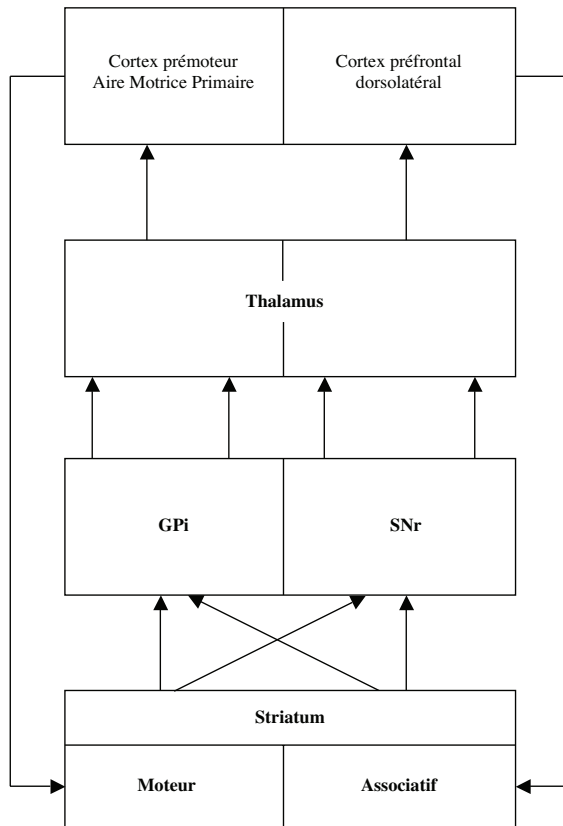 Cortex prémoteur
Aire Motrice Primaire
Cortex préfrontal
dorsolatéral
Thalamus
GPi
SNr
Striatum
Moteur
Associatif